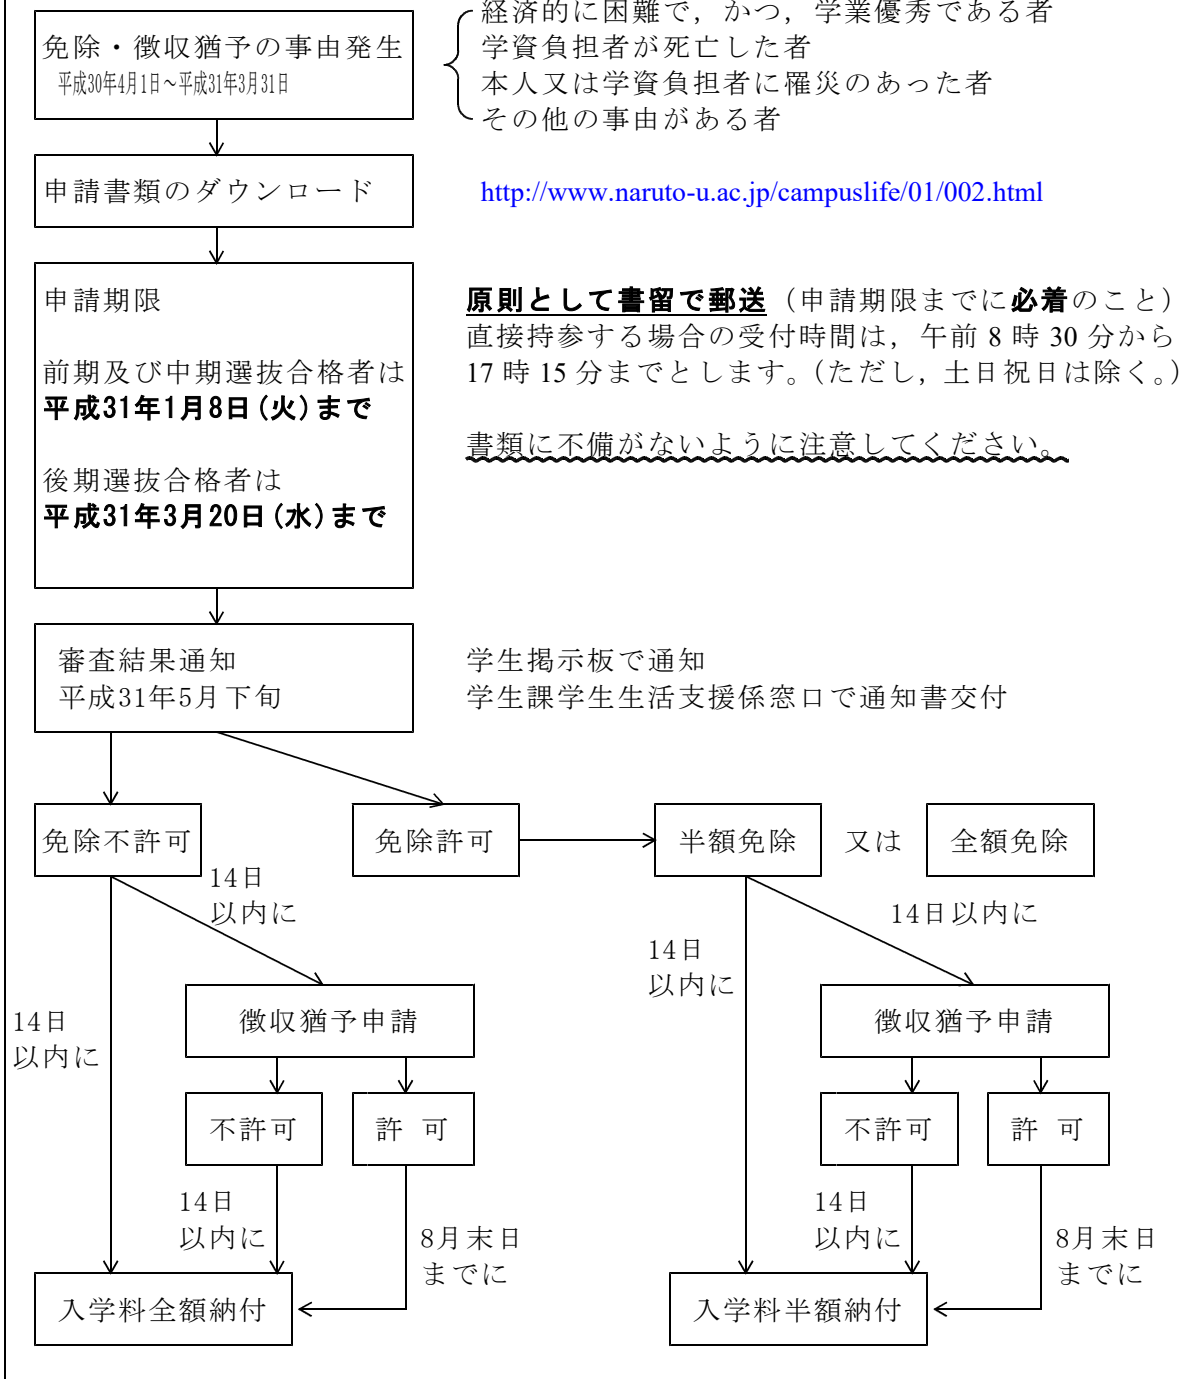 免除・徴収猶予の事由発生
平成30年4月1日～平成31年3月31日
経済的に困難で，かつ，学業優秀である者
学資負担者が死亡した者
本人又は学資負担者に罹災のあった者
その他の事由がある者
申請書類のダウンロード
http://www.naruto-u.ac.jp/campuslife/01/002.html
申請期限
前期及び中期選抜合格者は
平成31年1月8日(火)まで
後期選抜合格者は
平成31年3月20日(水)まで
原則として書留で郵送（申請期限までに必着のこと）
直接持参する場合の受付時間は，午前 8 時 30 分から
17 時 15 分までとします。（ただし，土日祝日は除く。）
書類に不備がないように注意してください。
審査結果通知
平成31年5月下旬
学生掲示板で通知
学生課学生生活支援係窓口で通知書交付
免除不許可
免除許可
半額免除
又は
全額免除
14日
以内に
14日以内に
14日
以内に
14日
以内に
徴収猶予申請
徴収猶予申請
不許可
許 可
不許可
許 可
14日
以内に
8月末日
までに
14日
以内に
8月末日
までに
入学料全額納付
入学料半額納付